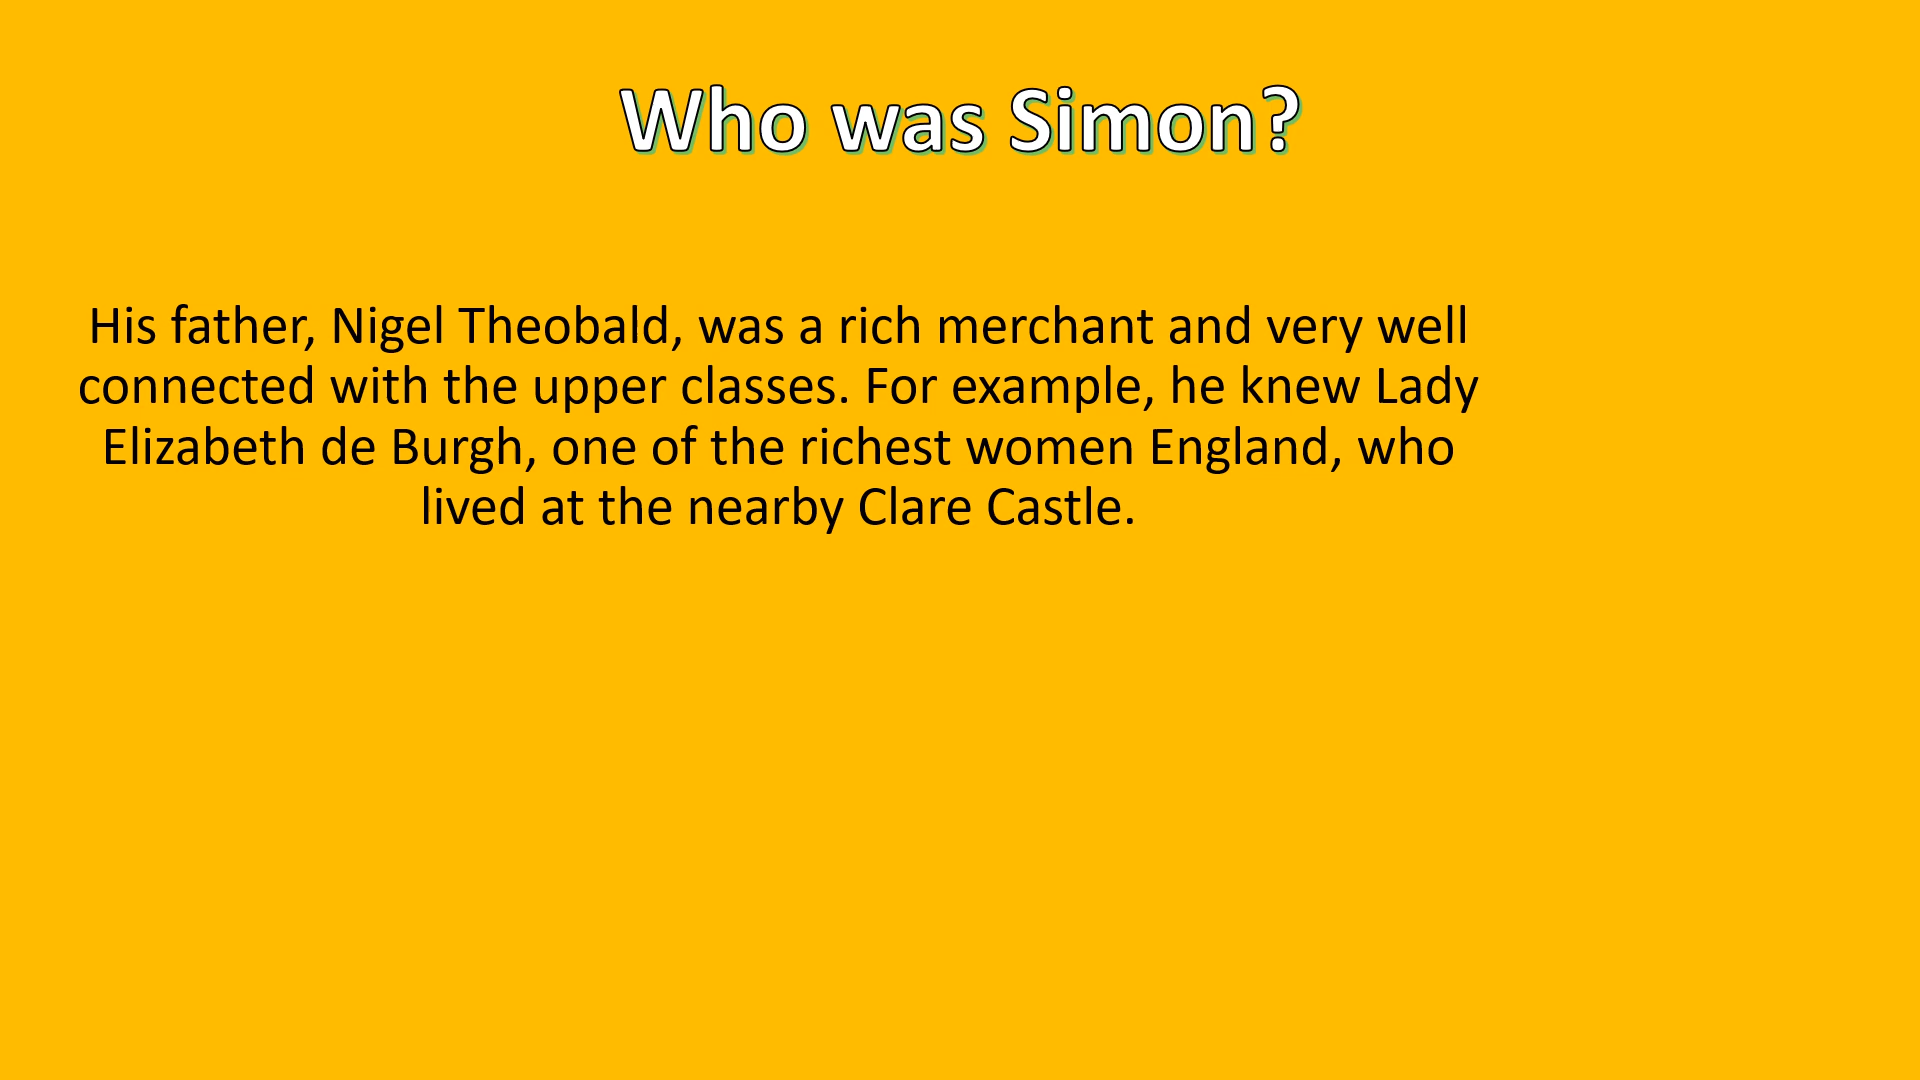 Who was Simon?
His father, Nigel Theobald, was a rich merchant and very well
connected with the upper classes. For example, he knew Lady
Elizabeth de Burgh, one of the richest women England, who
lived at the nearby Clare Castle.